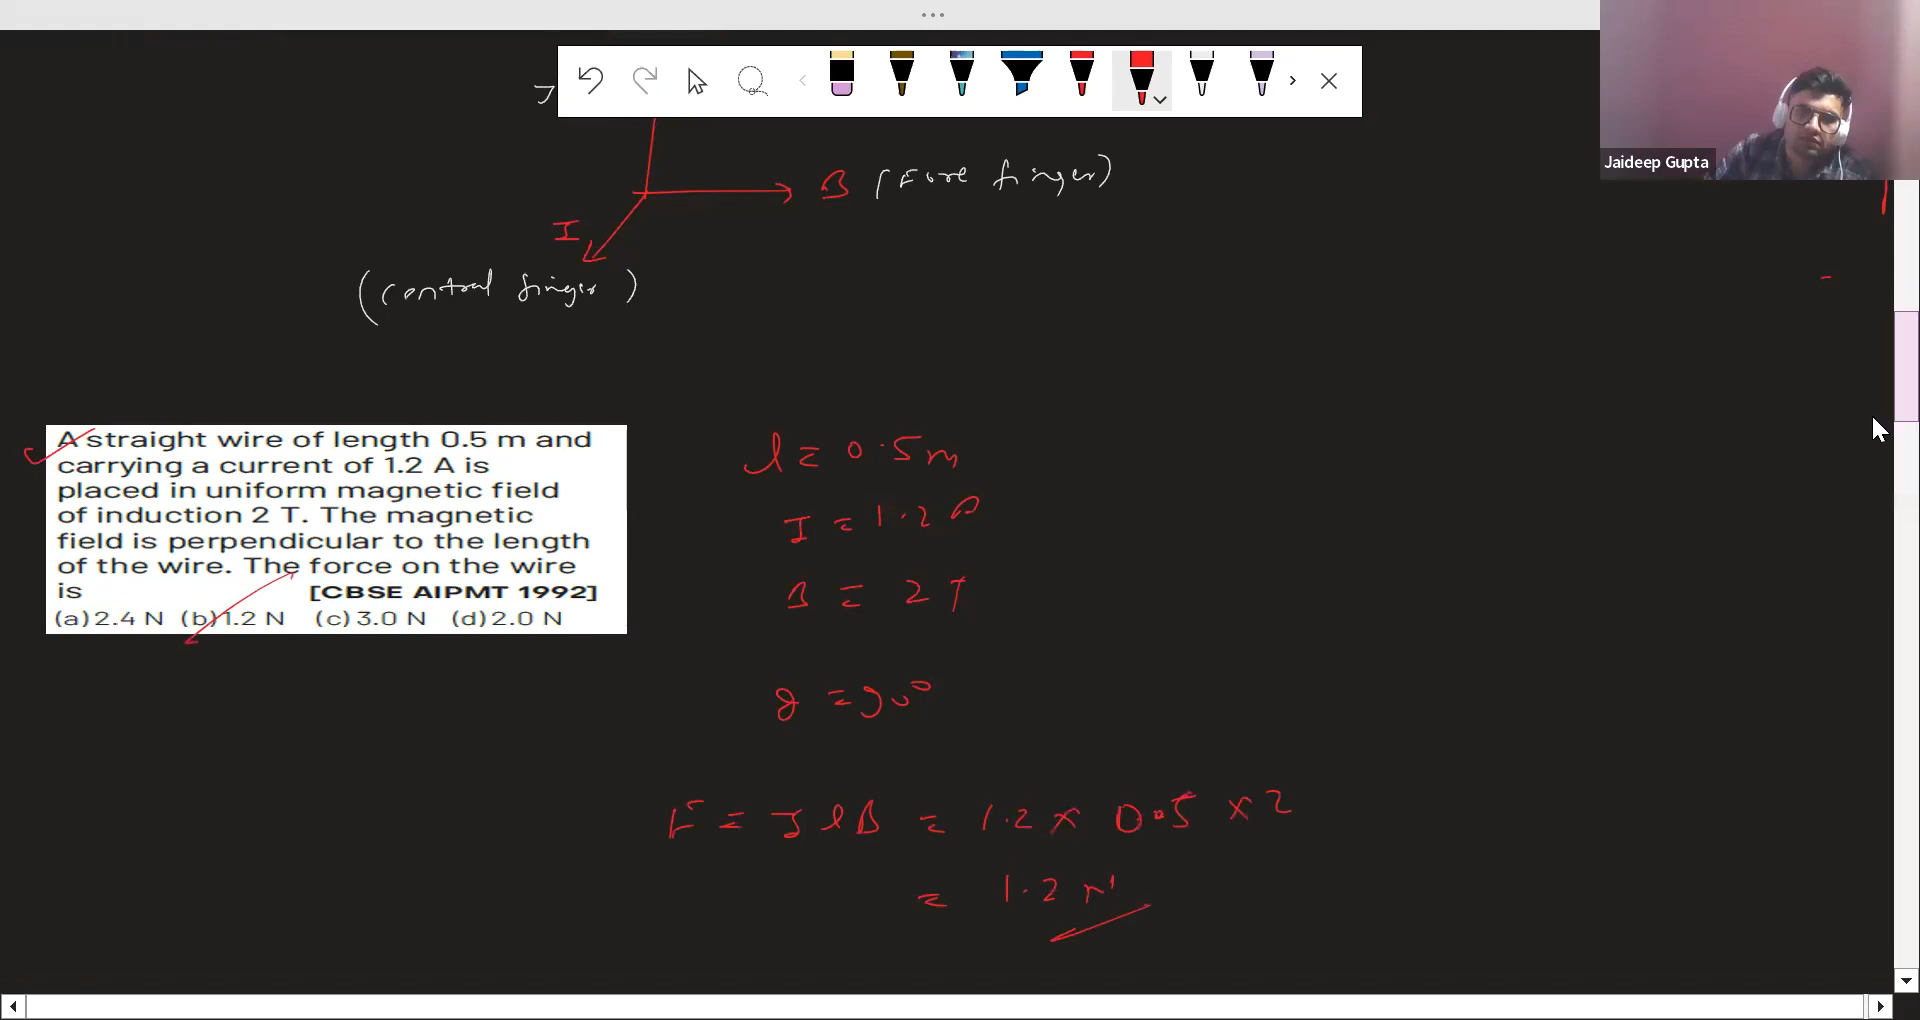 Jaideep Gupta
B (Fore finger)
I
(Central finger)
A straight wire of length 0.5 m and
carrying a current of 1.2 A is
placed in uniform magnetic field
of induction 2 T. The magnetic
field is perpendicular to the length
of the wire. The force on the wire
is [CBSE AIPMT 1992]
(a) 2.4 N (b) 1.2 N (c) 3.0 N (d) 2.0 N
l = 0.5 m
I = 1.2 A
B = 2 T
θ = 90°
F = I l B = 1.2 × 0.5 × 2
= 1.2 N